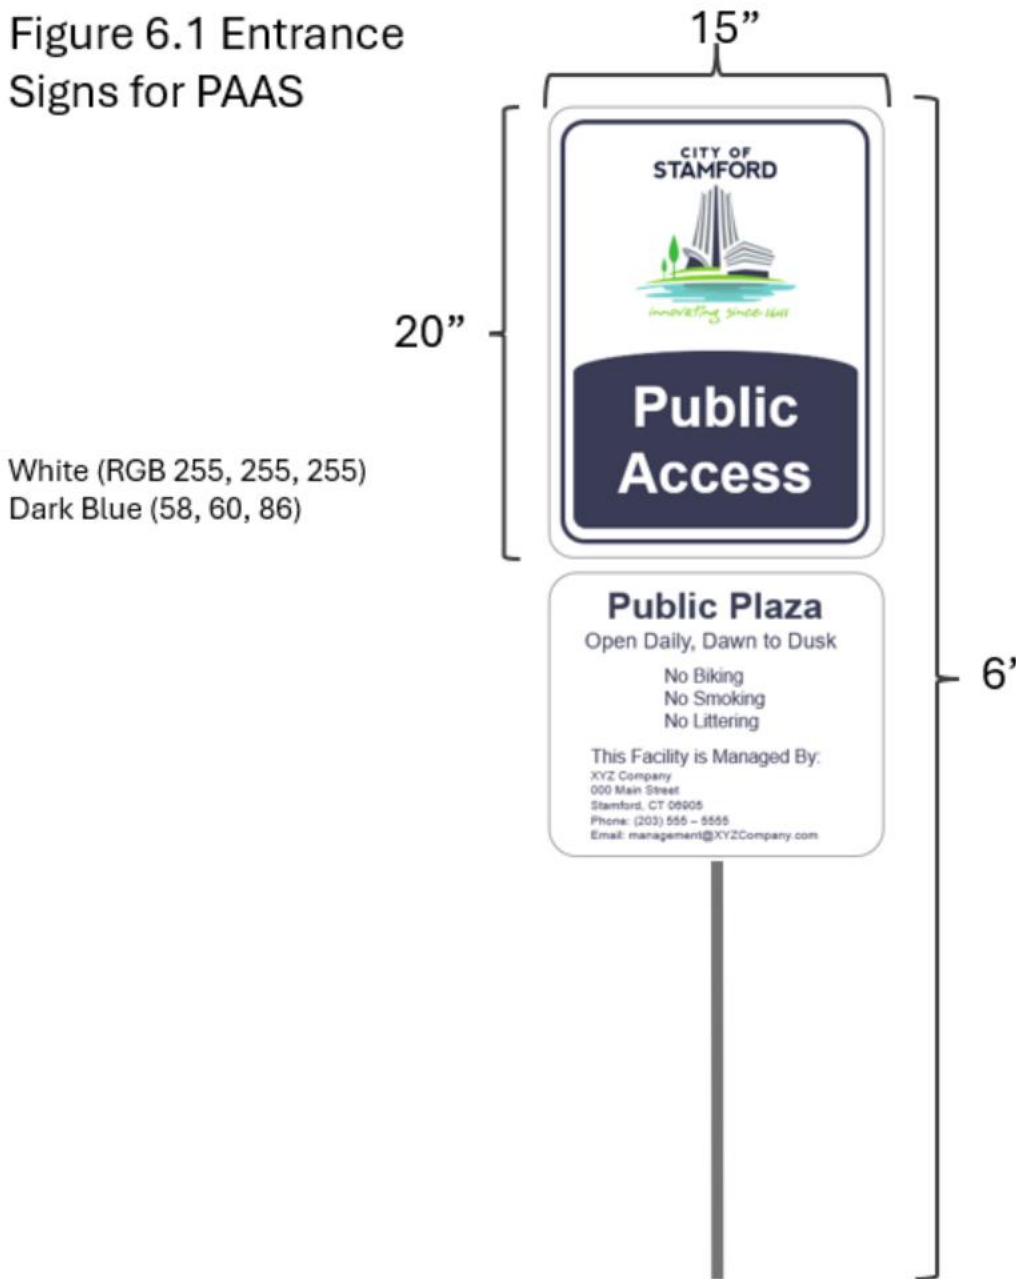 Figure 6.1 Entrance
Signs for PAAS
15”
20”
White (RGB 255, 255, 255)
Dark Blue (58, 60, 86)
CITY OF
STAMFORD
innovating since 1641
Public
Access
Public Plaza
Open Daily, Dawn to Dusk
No Biking
No Smoking
No Littering
This Facility is Managed By:
XYZ Company
000 Main Street
Stamford, CT 06905
Phone: (203) 555 – 5555
Email: management@XYZCompany.com
6’